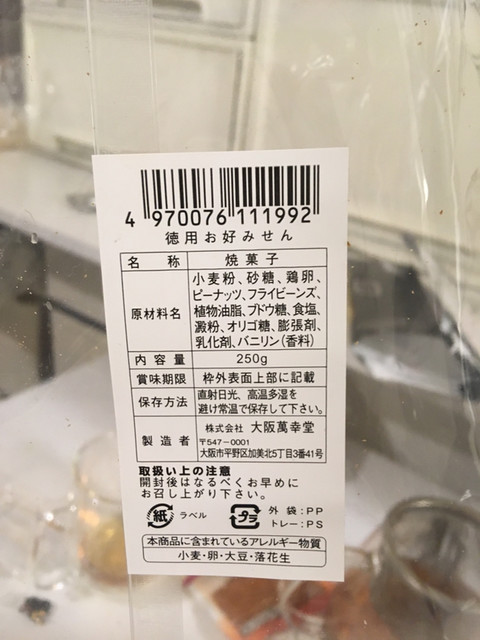 4 970076 111992
徳用お好みせん
名称 焼菓子
原材料名 小麦粉、砂糖、鶏卵、
ピーナッツ、フライビーンズ、
植物油脂、ブドウ糖、食塩、
澱粉、オリゴ糖、膨張剤、
乳化剤、バニリン(香料)
内容量 250g
賞味期限 枠外表面上部に記載
保存方法 直射日光、高温多湿を
避け常温で保存して下さい。
製造者 株式会社 大阪萬幸堂
〒547-0001
大阪市平野区加美北5丁目3番41号
取扱い上の注意
開封後はなるべくお早めに
お召し上がり下さい。
紙 ラベル プラ 外袋:PP
トレー:PS
本商品に含まれているアレルギー物質
小麦・卵・大豆・落花生